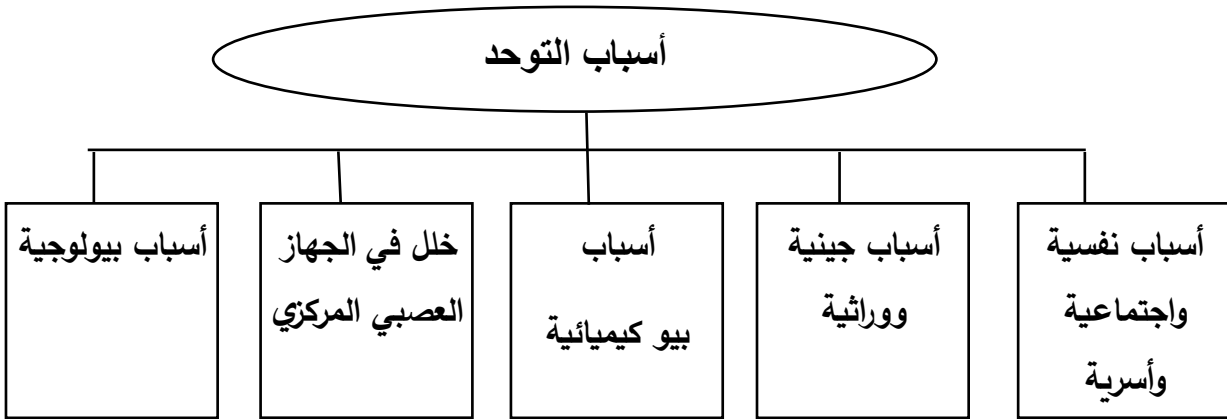 أسباب التوحد
أسباب نفسية
واجتماعية
وأسرية
أسباب جينية
ووراثية
أسباب
بيو كيميائية
خلل في الجهاز
العصبي المركزي
أسباب بيولوجية